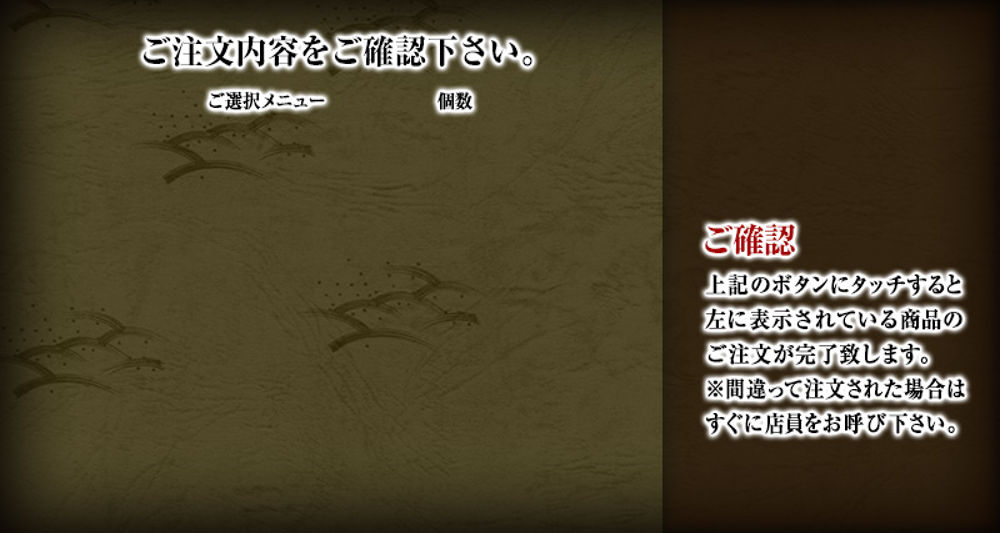 ご注文内容をご確認下さい。
ご選択メニュー 個数
ご確認
上記のボタンにタッチすると
左に表示されている商品の
ご注文が完了致します。
※間違って注文された場合は
すぐに店員をお呼び下さい。